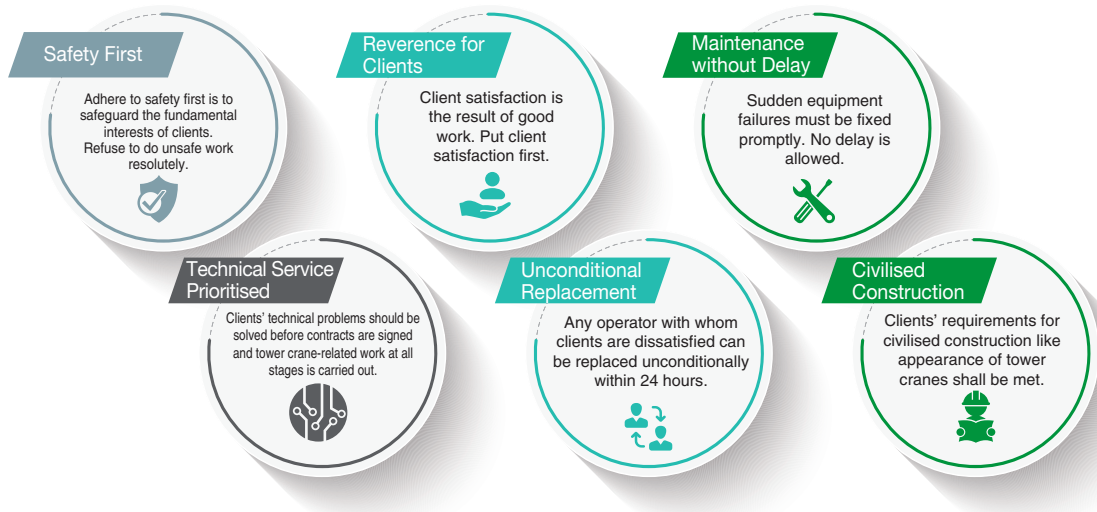 Safety First
Adhere to safety first is to
safeguard the fundamental
interests of clients.
Refuse to do unsafe work
resolutely.
Reverence for
Clients
Client satisfaction is
the result of good
work. Put client
satisfaction first.
Maintenance
without Delay
Sudden equipment
failures must be fixed
promptly. No delay is
allowed.
Technical Service
Prioritised
Clients' technical problems should be
solved before contracts are signed
and tower crane-related work at all
stages is carried out.
Unconditional
Replacement
Any operator with whom
clients are dissatisfied can
be replaced unconditionally
within 24 hours.
Civilised
Construction
Clients' requirements for
civilised construction like
appearance of tower
cranes shall be met.